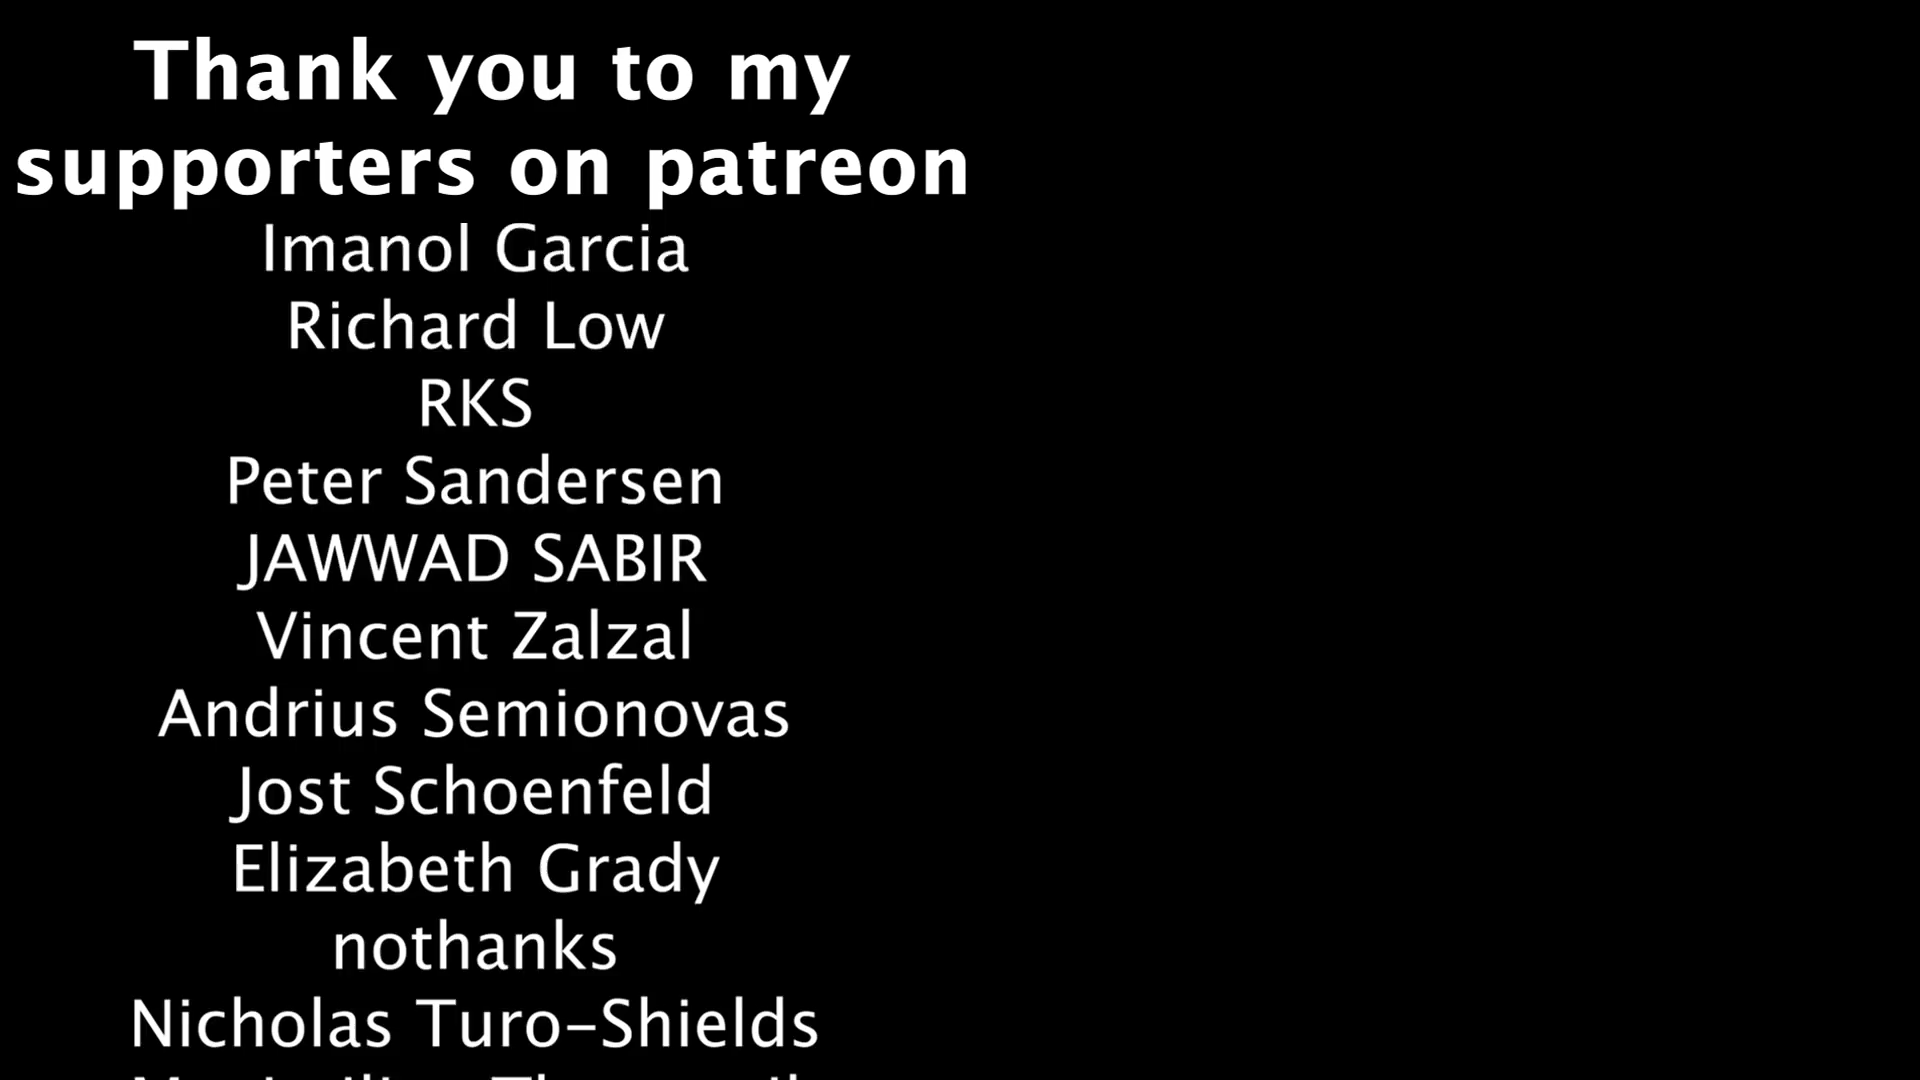 Thank you to my
supporters on patreon
Imanol Garcia
Richard Low
RKS
Peter Sandersen
JAWWAD SABIR
Vincent Zalzal
Andrius Semionovas
Jost Schoenfeld
Elizabeth Grady
nothanks
Nicholas Turo-Shields